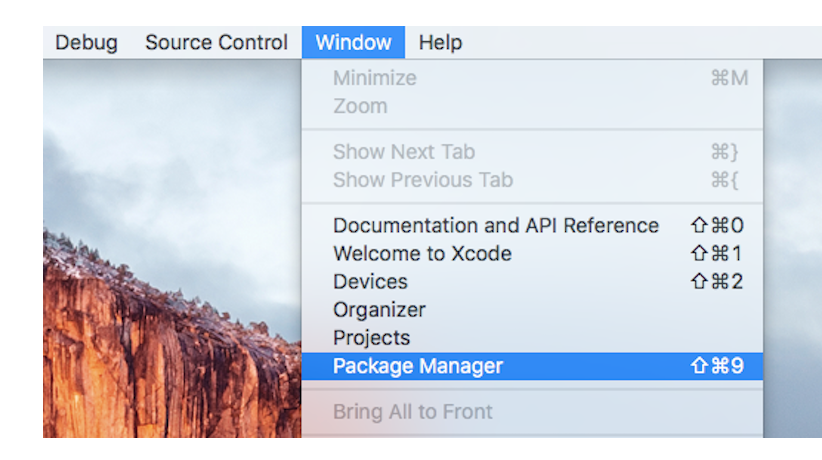 Debug Source Control Window Help
Minimize ⌘M
Zoom
Show Next Tab ⌘}
Show Previous Tab ⌘{
Documentation and API Reference ⇧⌘0
Welcome to Xcode ⇧⌘1
Devices ⇧⌘2
Organizer
Projects
Package Manager ⇧⌘9
Bring All to Front